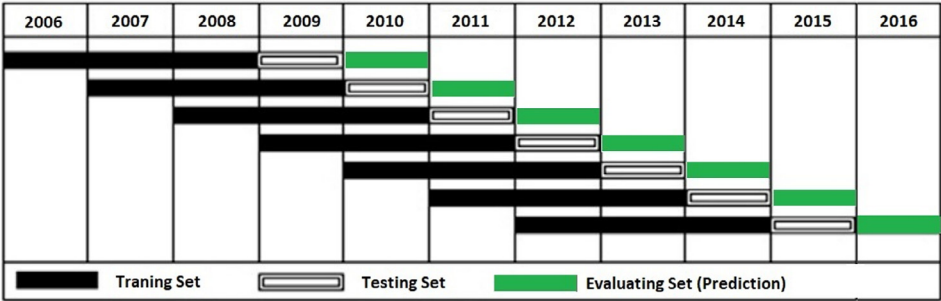 2006 2007 2008 2009 2010 2011 2012 2013 2014 2015 2016
Traning Set Testing Set Evaluating Set (Prediction)